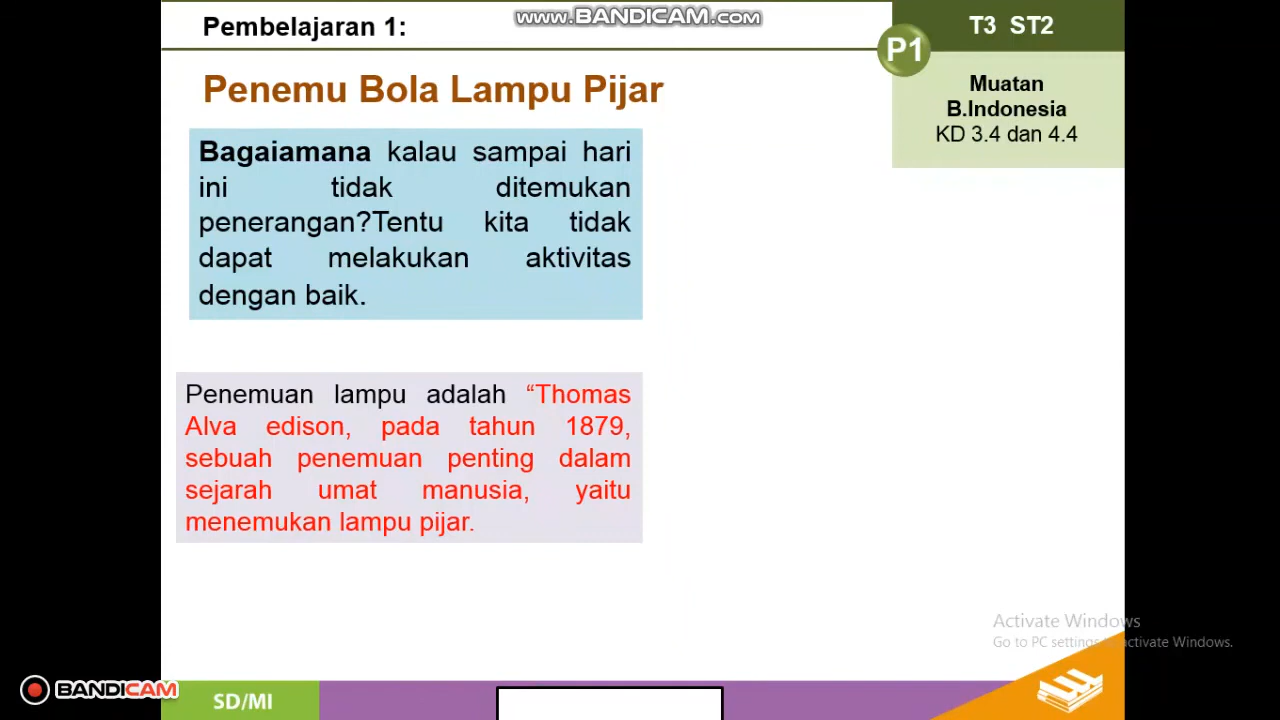 www.BANDICAM.com
Pembelajaran 1:
T3 ST2
P1
Muatan
B.Indonesia
KD 3.4 dan 4.4
Penemu Bola Lampu Pijar
Bagaiamana kalau sampai hari
ini tidak ditemukan
penerangan?Tentu kita tidak
dapat melakukan aktivitas
dengan baik.
Penemuan lampu adalah “Thomas
Alva edison, pada tahun 1879,
sebuah penemuan penting dalam
sejarah umat manusia, yaitu
menemukan lampu pijar.
Activate Windows
Go to PC settings to activate Windows.
BANDICAM
SD/MI